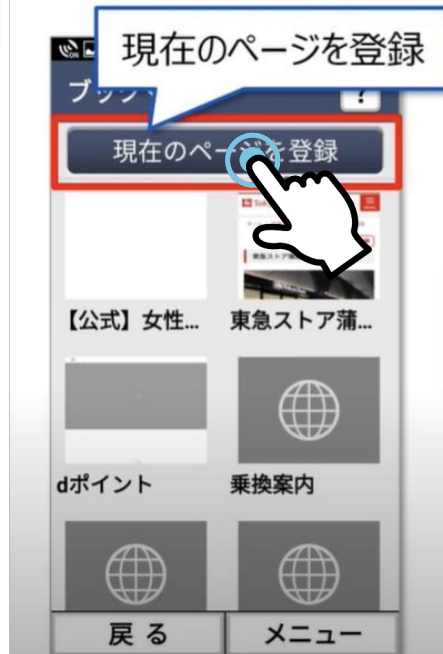 現在のページを登録
ON
ブック
?
現在のページを登録
【公式】女性...
東急ストア蒲...
dポイント
乗換案内
戻る
メニュー